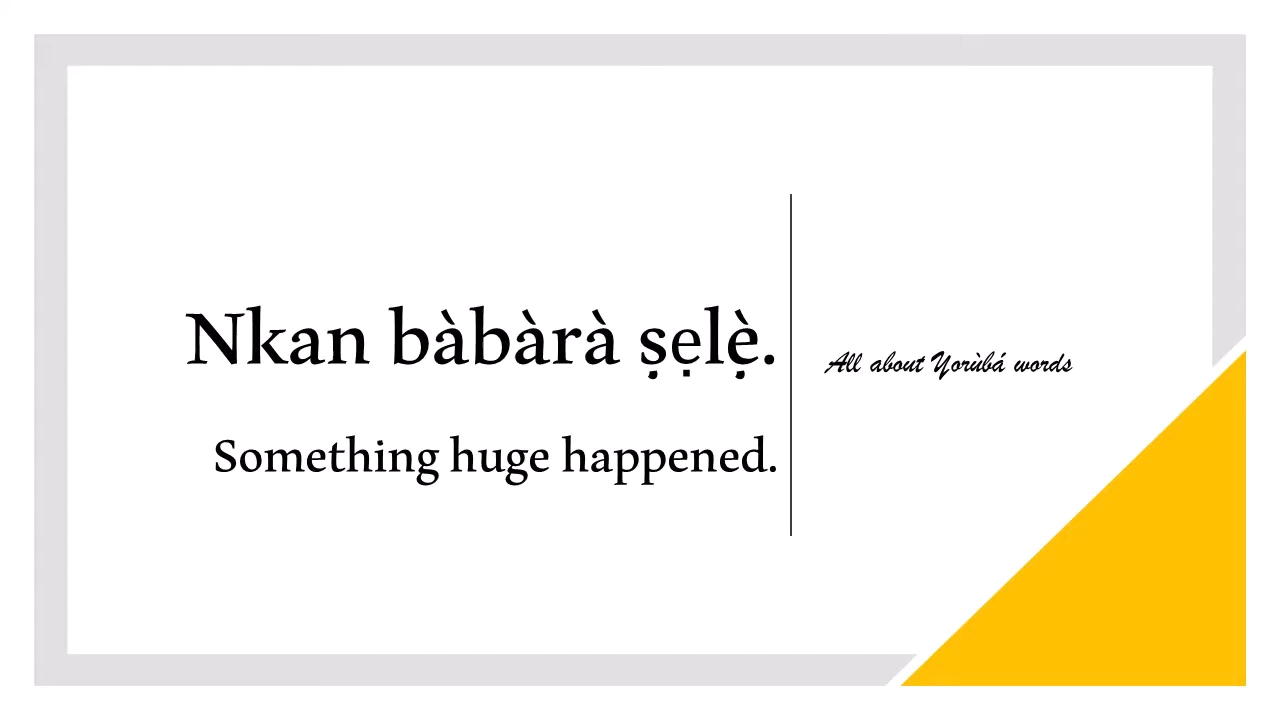 Nkan bàbàrà ṣẹlẹ̀.
Something huge happened.
All about Yorùbá words